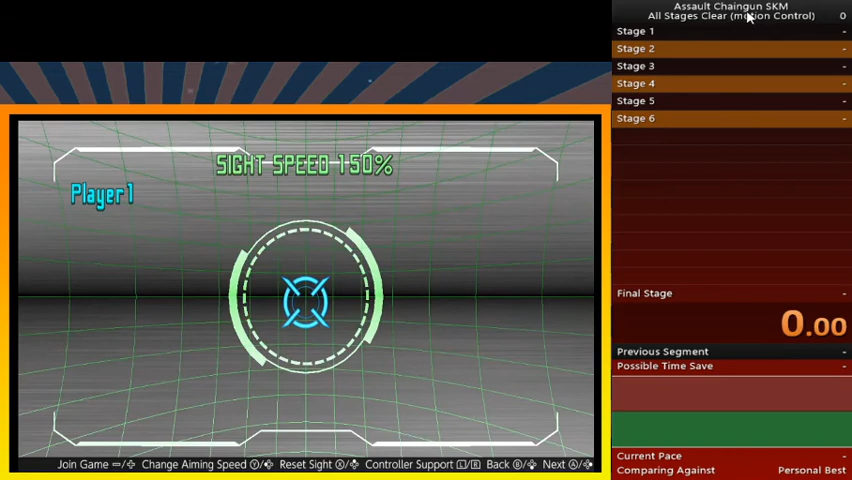 Assault Chaingun SKM
All Stages Clear (motion Control) 0
Stage 1 -
Stage 2 -
Stage 3 -
Stage 4 -
Stage 5 -
Stage 6 -
SIGHT SPEED 150%
Player1
Final Stage -
0.00
Previous Segment -
Possible Time Save -
Current Pace -
Comparing Against Personal Best
Join Game −/+ Change Aiming Speed Y/ Reset Sight X/ Controller Support L/R Back B/ Next A/